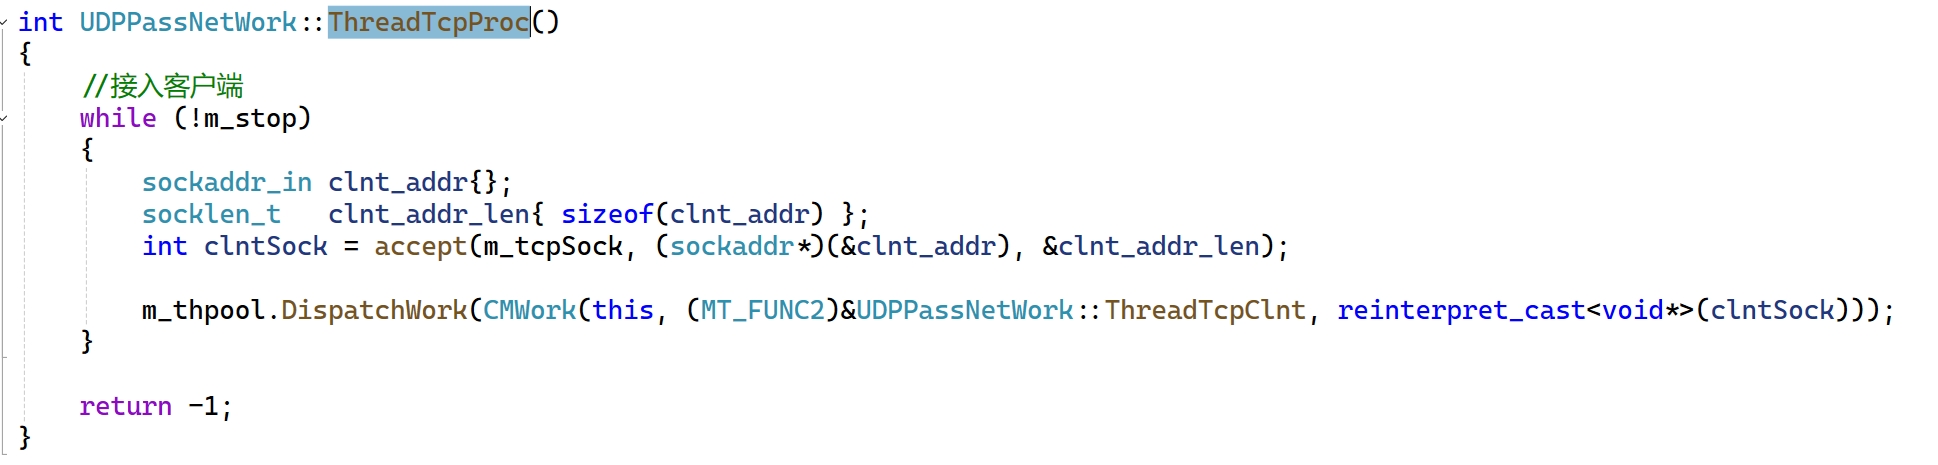 int UDPPassNetWork::ThreadTcpProc()
{
    //接入客户端
    while (!m_stop)
    {
        sockaddr_in clnt_addr{};
        socklen_t   clnt_addr_len{ sizeof(clnt_addr) };
        int clntSock = accept(m_tcpSock, (sockaddr*)(&clnt_addr), &clnt_addr_len);

        m_thpool.DispatchWork(CMWork(this, (MT_FUNC2)&UDPPassNetWork::ThreadTcpClnt, reinterpret_cast<void*>(clntSock)));
    }

    return -1;
}